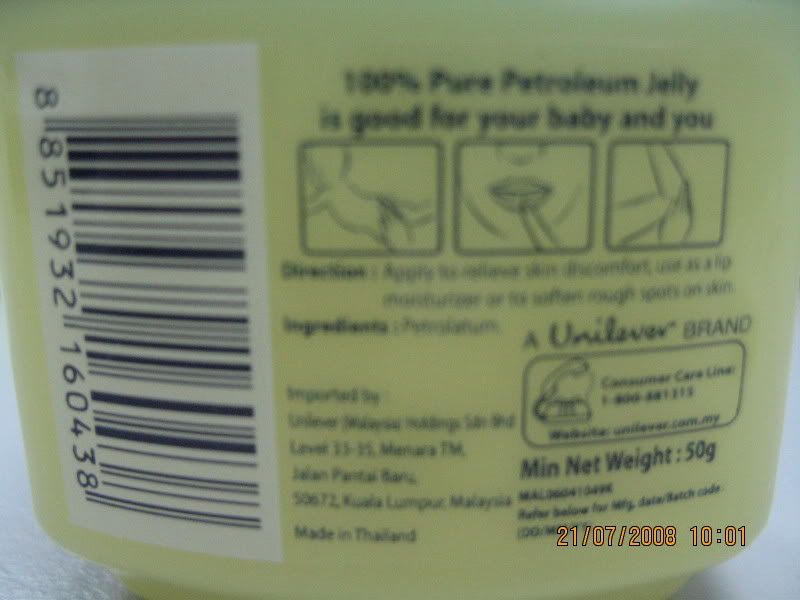 8 851932 160438
100% Pure Petroleum Jelly
is good for your baby and you
Direction : Apply to relieve skin discomfort, use as a lip
moisturizer or to soften rough spots on skin.
Ingredients : Petrolatum.
A Unilever™ BRAND
Consumer Care Line:
1-800-881315
Website: unilever.com.my
Imported by :
Unilever (Malaysia) Holdings Sdn Bhd
Level 33-35, Menara TM,
Jalan Pantai Baru,
50672, Kuala Lumpur, Malaysia
Made in Thailand
Min Net Weight : 50g
Refer below for Mfg. date/Batch code
21/07/2008 10:01